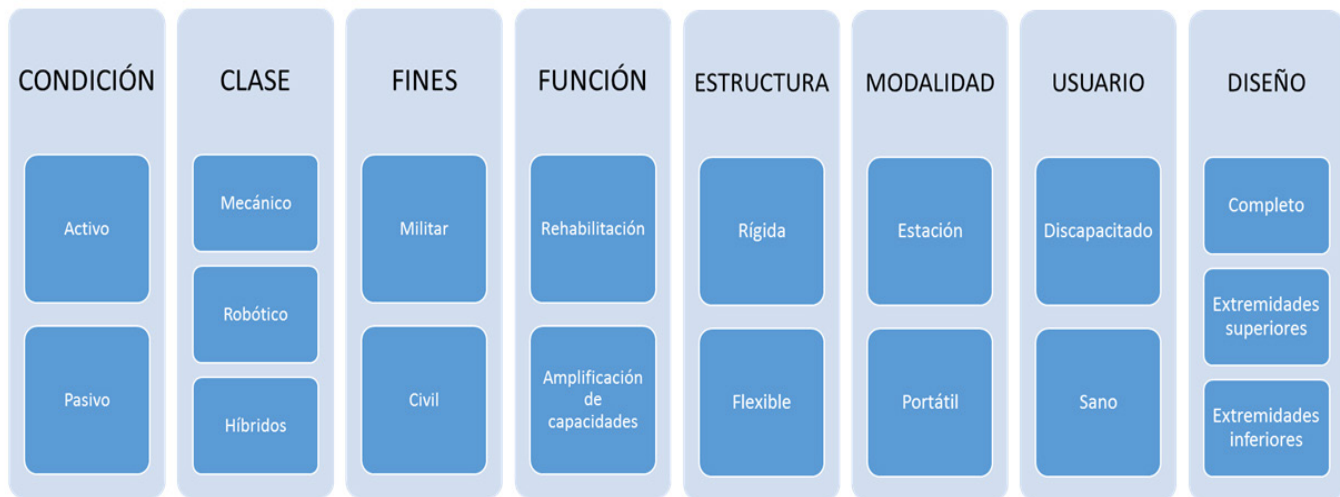 CONDICIÓN
Activo
Pasivo
CLASE
Mecánico
Robótico
Híbridos
FINES
Militar
Civil
FUNCIÓN
Rehabilitación
Amplificación
de
capacidades
ESTRUCTURA
Rígida
Flexible
MODALIDAD
Estación
Portátil
USUARIO
Discapacitado
Sano
DISEÑO
Completo
Extremidades
superiores
Extremidades
inferiores